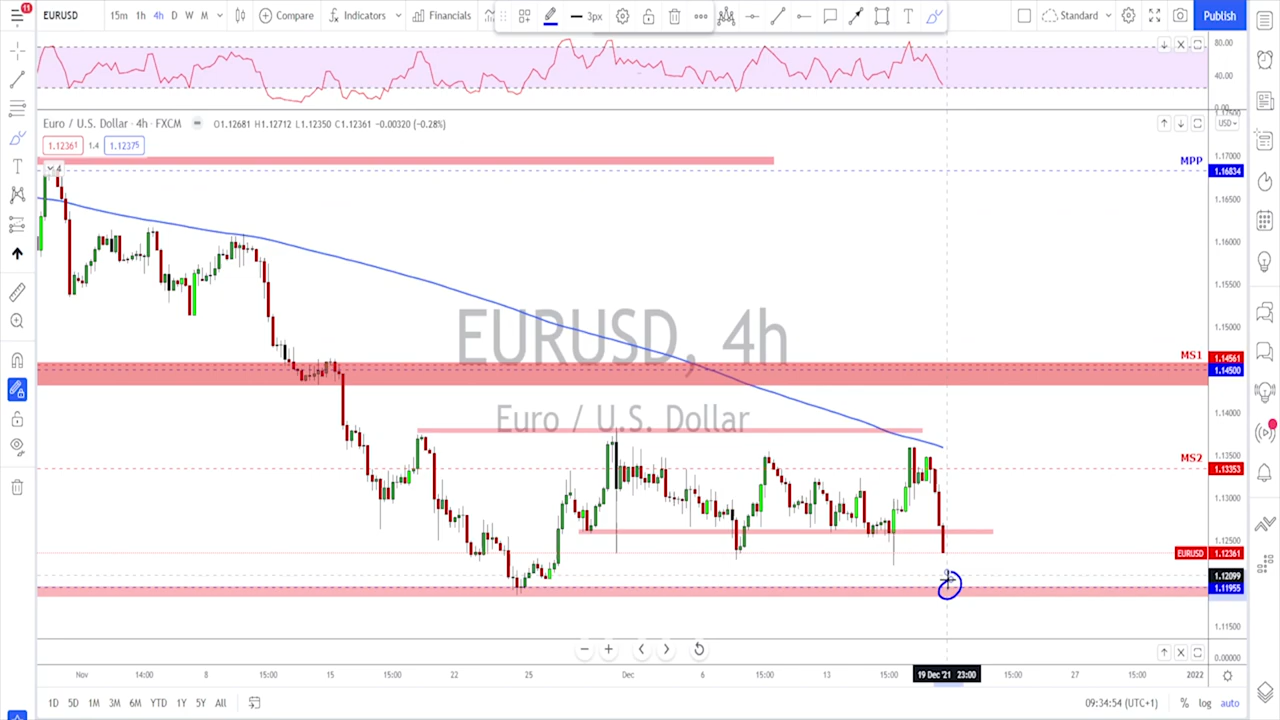 11
EURUSD 15m 1h 4h D W M Compare Indicators Financials 3px Standard Publish
80.00
40.00
0.00
Euro / U.S. Dollar · 4h · FXCM O1.12681 H1.12712 L1.12350 C1.12361 −0.00320 (−0.28%)
USD
1.12361 1.4 1.12375
4
1.17500
1.17000
MPP
1.16834
1.16500
1.16000
1.15500
1.15000
EURUSD, 4h
Euro / U.S. Dollar
MS1
1.14561
1.14500
1.14000
1.13500
MS2
1.13353
1.13000
1.12500
EURUSD 1.12361
1.12099
1.11955
1.11500
0.00000
Nov 14:00 8 15:00 15 15:00 22 25 Dec 6 15:00 13 15:00 19 Dec '21 23:00 15:00 27 15:00 2022
1D 5D 1M 3M 6M YTD 1Y 5Y All 09:34:54 (UTC+1) % log auto